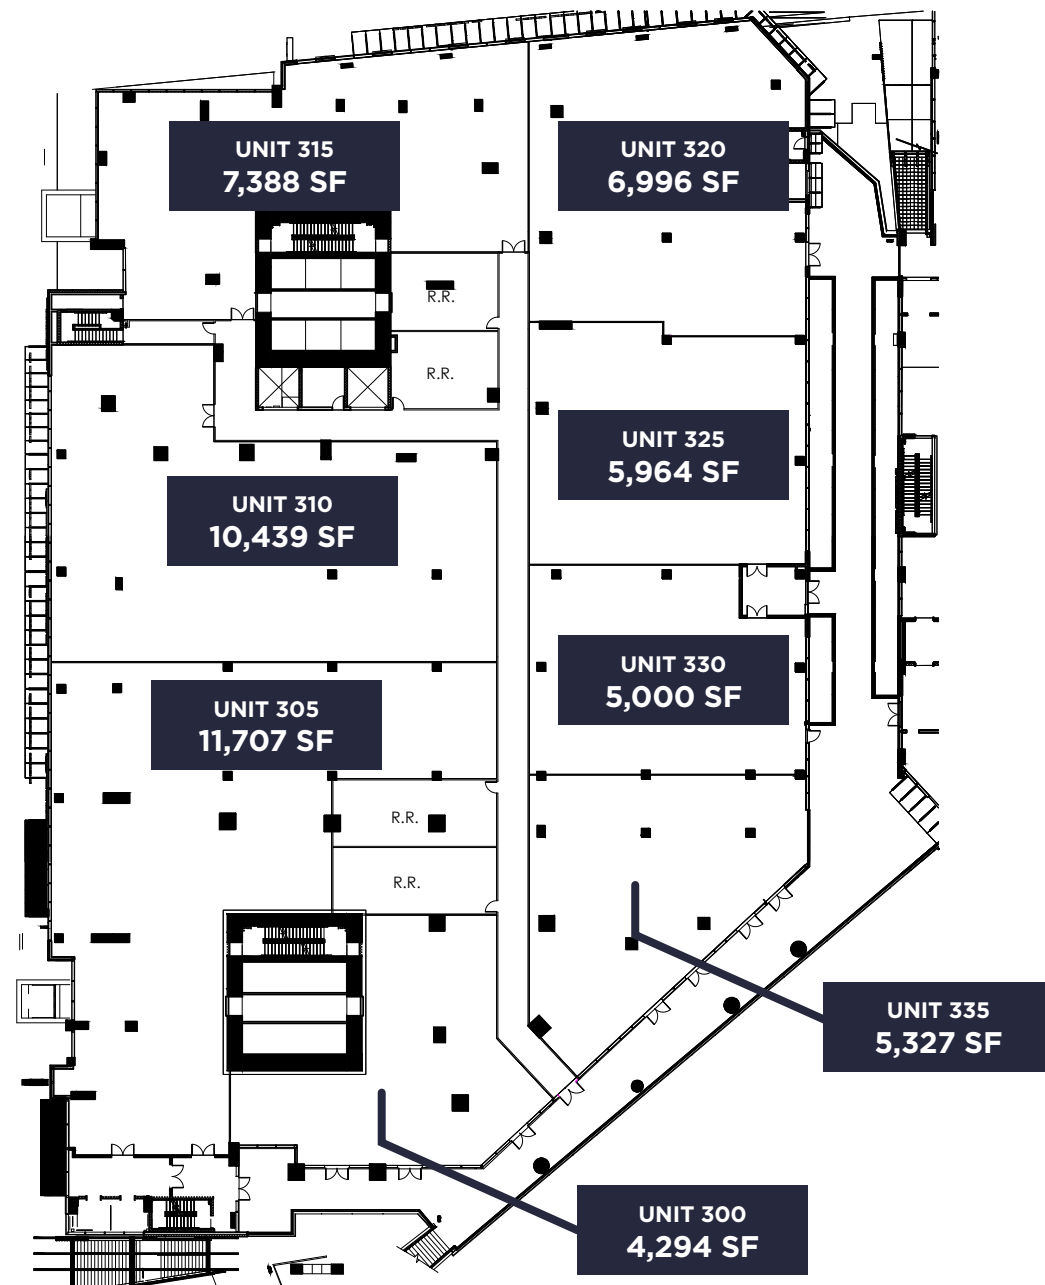 UNIT 315
7,388 SF
UNIT 320
6,996 SF
R.R.
R.R.
UNIT 325
5,964 SF
UNIT 310
10,439 SF
UNIT 330
5,000 SF
UNIT 305
11,707 SF
R.R.
R.R.
UNIT 335
5,327 SF
UNIT 300
4,294 SF